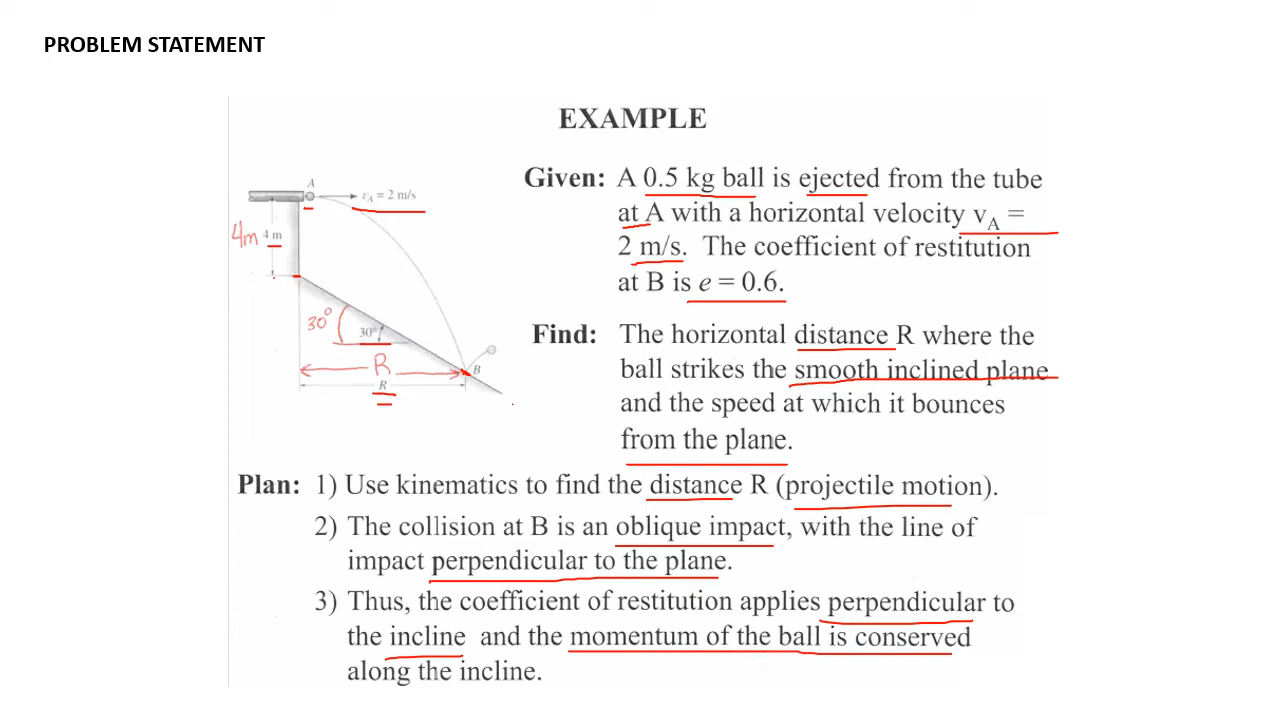 PROBLEM STATEMENT
EXAMPLE
Given: A 0.5 kg ball is ejected from the tube
at A with a horizontal velocity vA =
2 m/s. The coefficient of restitution
at B is e = 0.6.
A
vA = 2 m/s
4m 4 m
30°
30°
R
B
R
Find: The horizontal distance R where the
ball strikes the smooth inclined plane
and the speed at which it bounces
from the plane.
Plan: 1) Use kinematics to find the distance R (projectile motion).
2) The collision at B is an oblique impact, with the line of
impact perpendicular to the plane.
3) Thus, the coefficient of restitution applies perpendicular to
the incline and the momentum of the ball is conserved
along the incline.